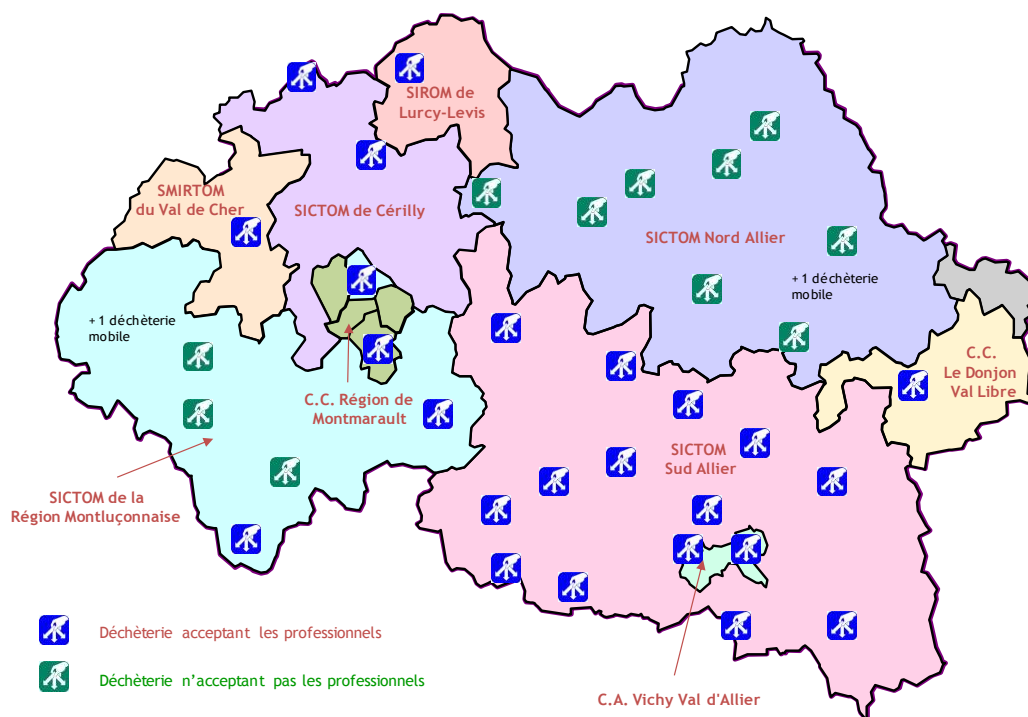 SIROM de
Lurcy-Levis
SMIRTOM
du Val de Cher
SICTOM de Cérilly
SICTOM Nord Allier
+ 1 déchèterie
mobile
+ 1 déchèterie
mobile
C.C.
Le Donjon
Val Libre
C.C. Région de
Montmarault
SICTOM
Sud Allier
SICTOM de la
Région Montluçonnaise
Déchèterie acceptant les professionnels
Déchèterie n'acceptant pas les professionnels
C.A. Vichy Val d'Allier